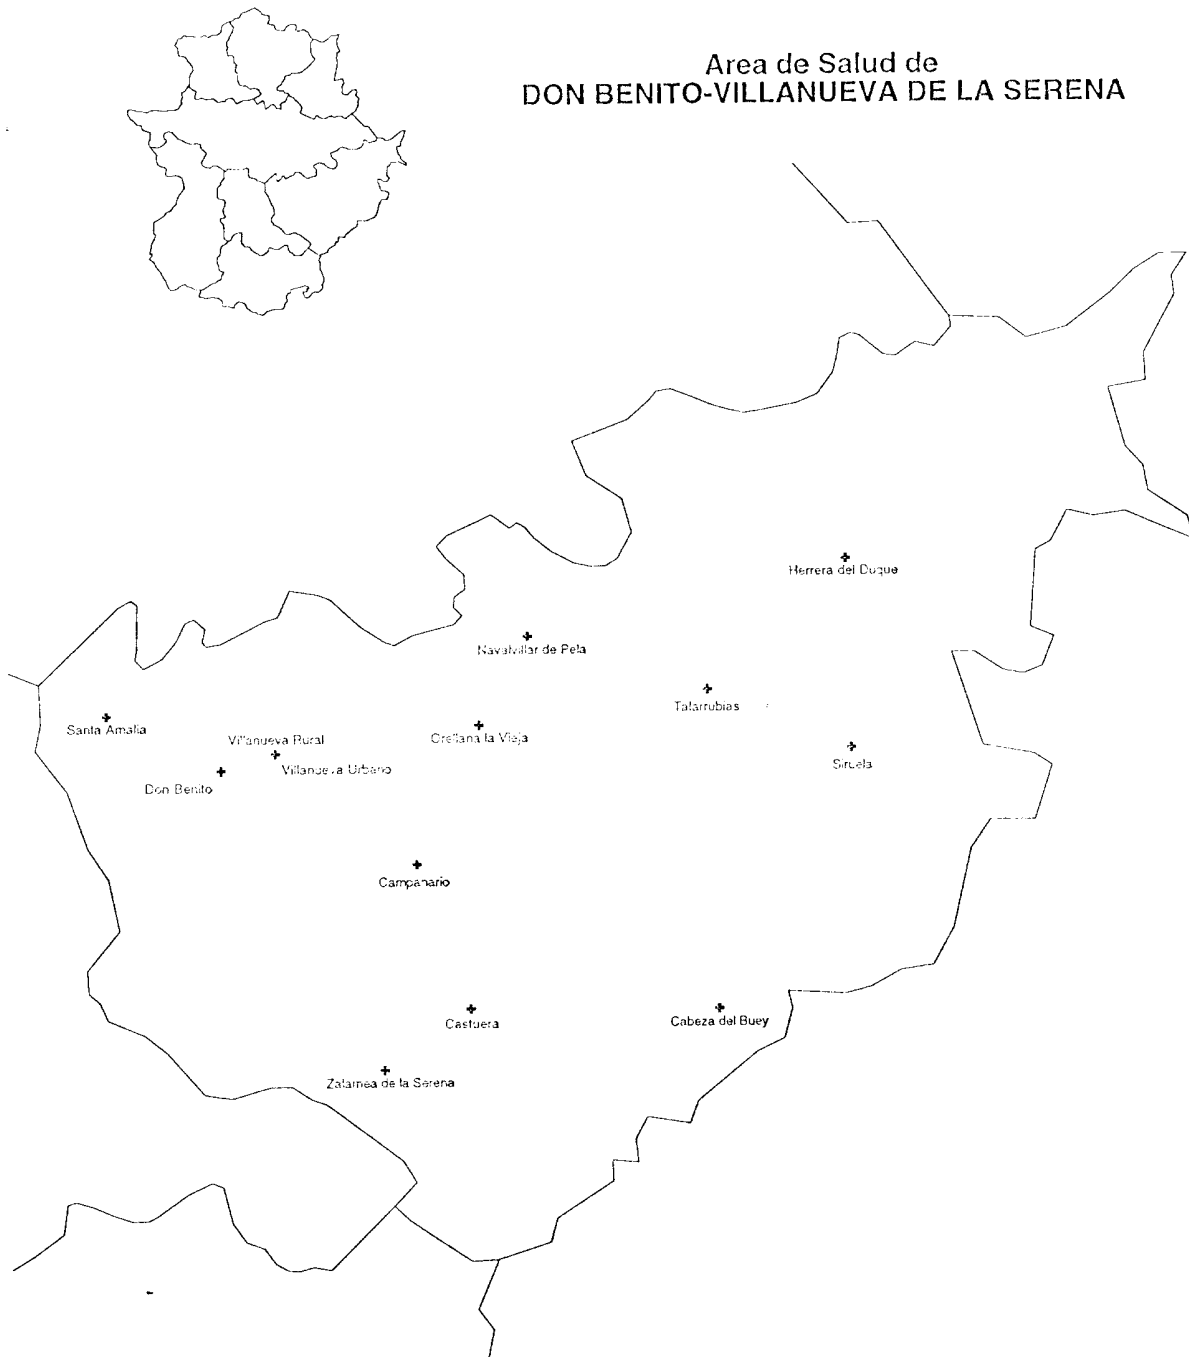 Area de Salud de
DON BENITO-VILLANUEVA DE LA SERENA
Herrera del Duque
Navalvillar de Pela
Talarrubias
Santa Amalia
Villanueva Rural
Orellana la Vieja
Villanueva Urbano
Siruela
Don Benito
Campanario
Castuera
Cabeza del Buey
Zalamea de la Serena